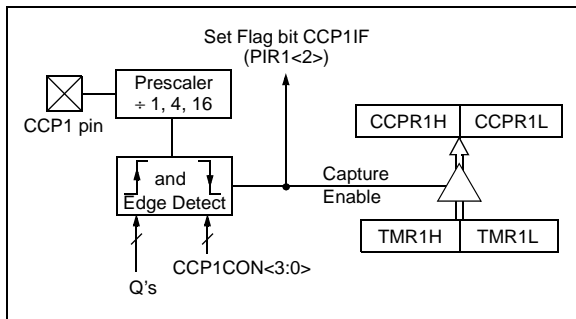 Set Flag bit CCP1IF
(PIR1<2>)
Prescaler
÷ 1, 4, 16
CCP1 pin
CCPR1H CCPR1L
and
Edge Detect
Capture
Enable
TMR1H TMR1L
CCP1CON<3:0>
Q's